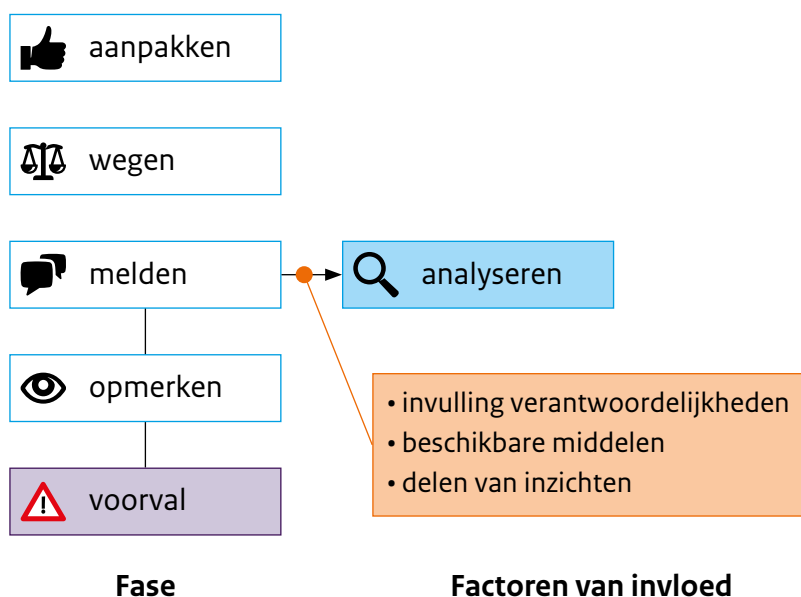 aanpakken
wegen
melden
analyseren
opmerken
• invulling verantwoordelijkheden
• beschikbare middelen
• delen van inzichten
voorval
Fase
Factoren van invloed